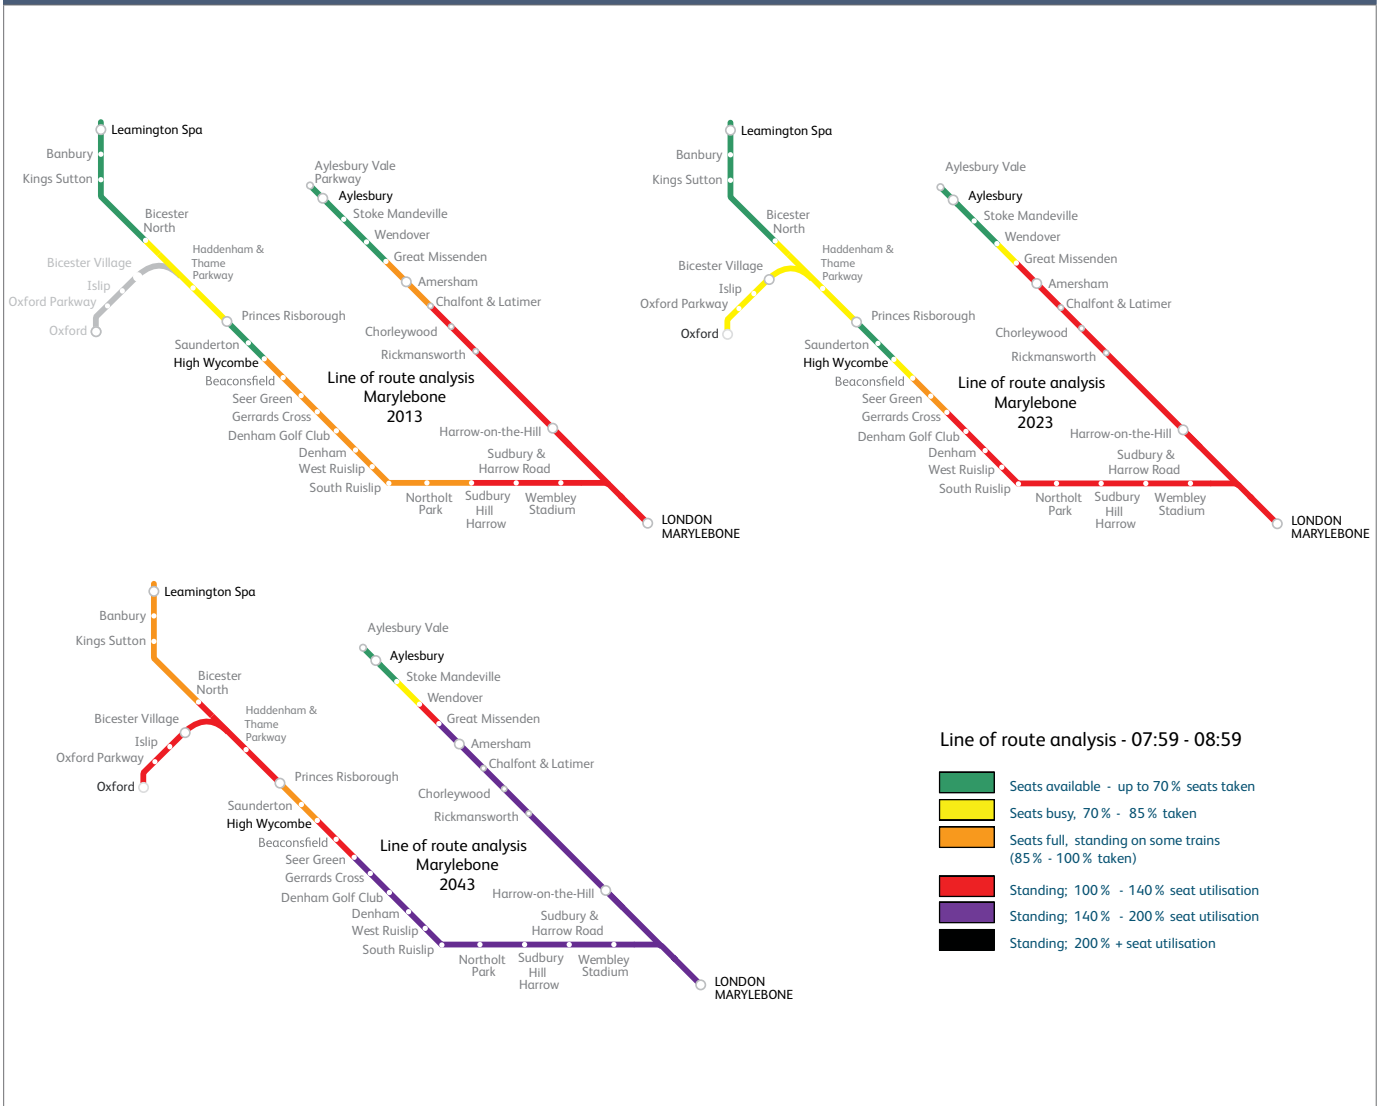 Leamington Spa
Banbury
Kings Sutton
Bicester
North
Haddenham &
Thame
Parkway
Bicester Village
Islip
Oxford Parkway
Oxford
Princes Risborough
Saunderton
High Wycombe
Beaconsfield
Seer Green
Gerrards Cross
Denham Golf Club
Denham
West Ruislip
South Ruislip
Northolt
Park
Sudbury
Hill
Harrow
Sudbury &
Harrow Road
Wembley
Stadium
Aylesbury Vale
Parkway
Aylesbury
Stoke Mandeville
Wendover
Great Missenden
Amersham
Chalfont & Latimer
Chorleywood
Rickmansworth
Harrow-on-the-Hill
LONDON
MARYLEBONE
Line of route analysis
Marylebone
2013
Leamington Spa
Banbury
Kings Sutton
Bicester
North
Haddenham &
Thame
Parkway
Bicester Village
Islip
Oxford Parkway
Oxford
Princes Risborough
Saunderton
High Wycombe
Beaconsfield
Seer Green
Gerrards Cross
Denham Golf Club
Denham
West Ruislip
South Ruislip
Northolt
Park
Sudbury
Hill
Harrow
Sudbury &
Harrow Road
Wembley
Stadium
Aylesbury Vale
Aylesbury
Stoke Mandeville
Wendover
Great Missenden
Amersham
Chalfont & Latimer
Chorleywood
Rickmansworth
Harrow-on-the-Hill
LONDON
MARYLEBONE
Line of route analysis
Marylebone
2023
Leamington Spa
Banbury
Kings Sutton
Bicester
North
Haddenham &
Thame
Parkway
Bicester Village
Islip
Oxford Parkway
Oxford
Princes Risborough
Saunderton
High Wycombe
Beaconsfield
Seer Green
Gerrards Cross
Denham Golf Club
Denham
West Ruislip
South Ruislip
Northolt
Park
Sudbury
Hill
Harrow
Sudbury &
Harrow Road
Wembley
Stadium
Aylesbury Vale
Aylesbury
Stoke Mandeville
Wendover
Great Missenden
Amersham
Chalfont & Latimer
Chorleywood
Rickmansworth
Harrow-on-the-Hill
LONDON
MARYLEBONE
Line of route analysis
Marylebone
2043
Line of route analysis - 07:59 - 08:59
Seats available - up to 70% seats taken
Seats busy, 70% - 85% taken
Seats full, standing on some trains
(85% - 100% taken)
Standing; 100% - 140% seat utilisation
Standing; 140% - 200% seat utilisation
Standing; 200% + seat utilisation